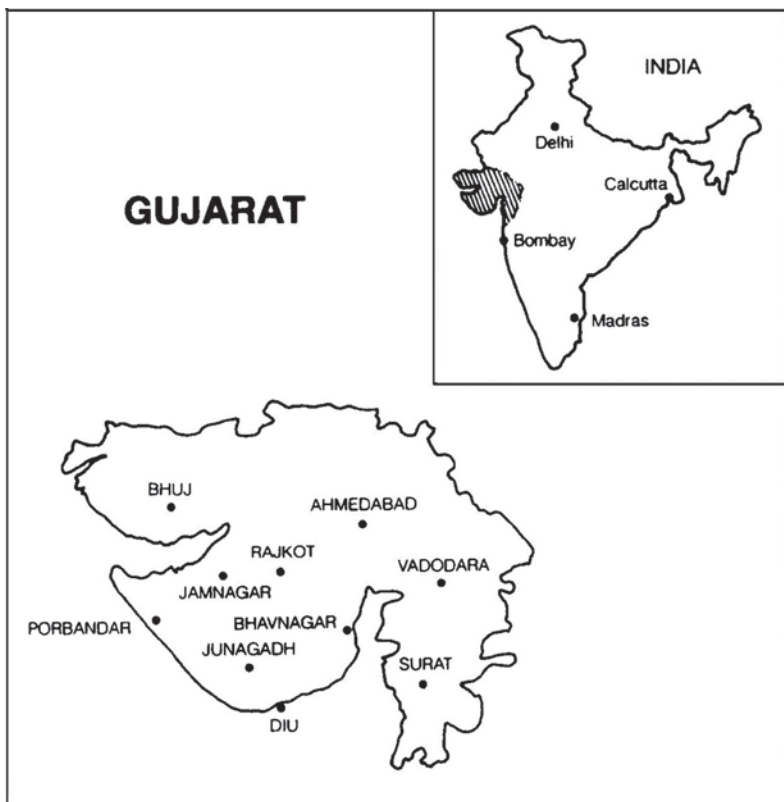 INDIA
Delhi
Calcutta
GUJARAT
Bombay
Madras
BHUJ
AHMEDABAD
RAJKOT
VADODARA
JAMNAGAR
PORBANDAR
BHAVNAGAR
JUNAGADH
SURAT
DIU